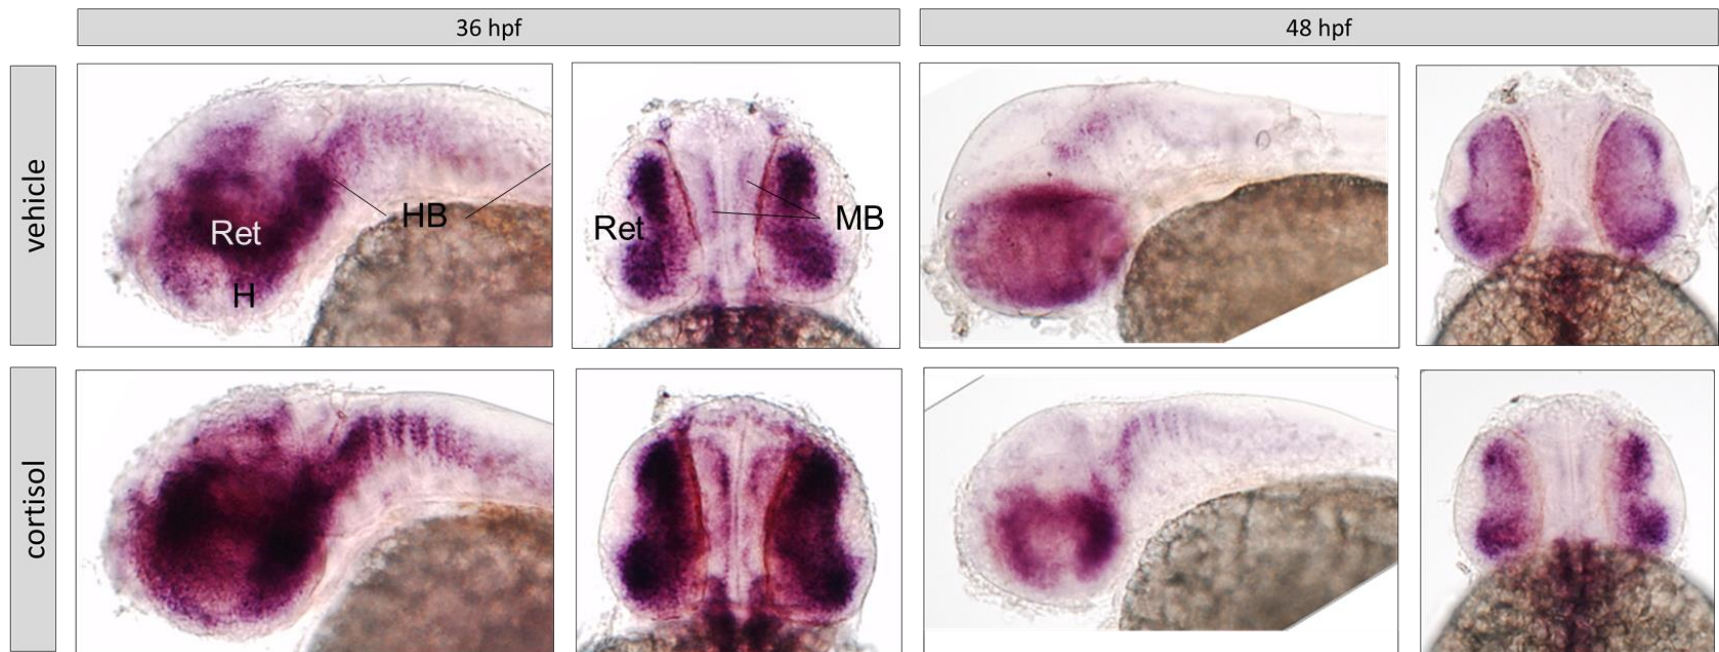 36 hpf
48 hpf
vehicle
Ret
HB
H
Ret
MB
cortisol